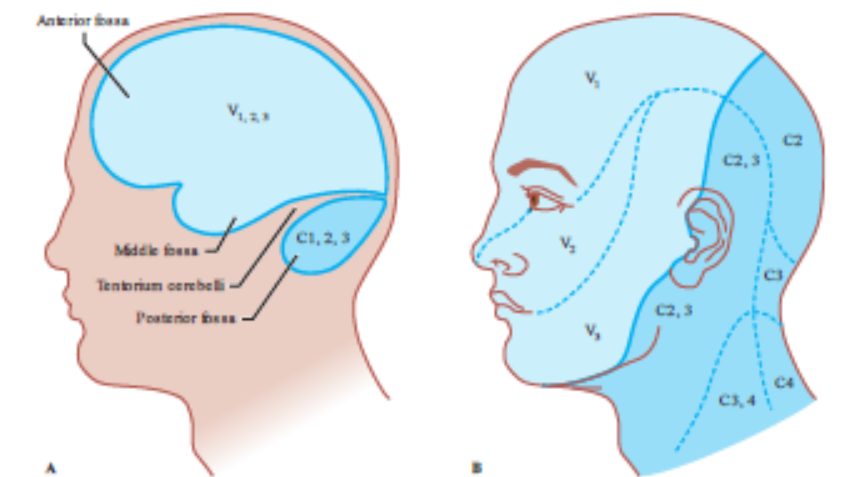 Anterior fossa
V1, 2, 3
C1, 2, 3
Middle fossa
Tentorium cerebelli
Posterior fossa
A
V1
C2
C2, 3
V2
C3
C2, 3
V3
C4
C3, 4
B